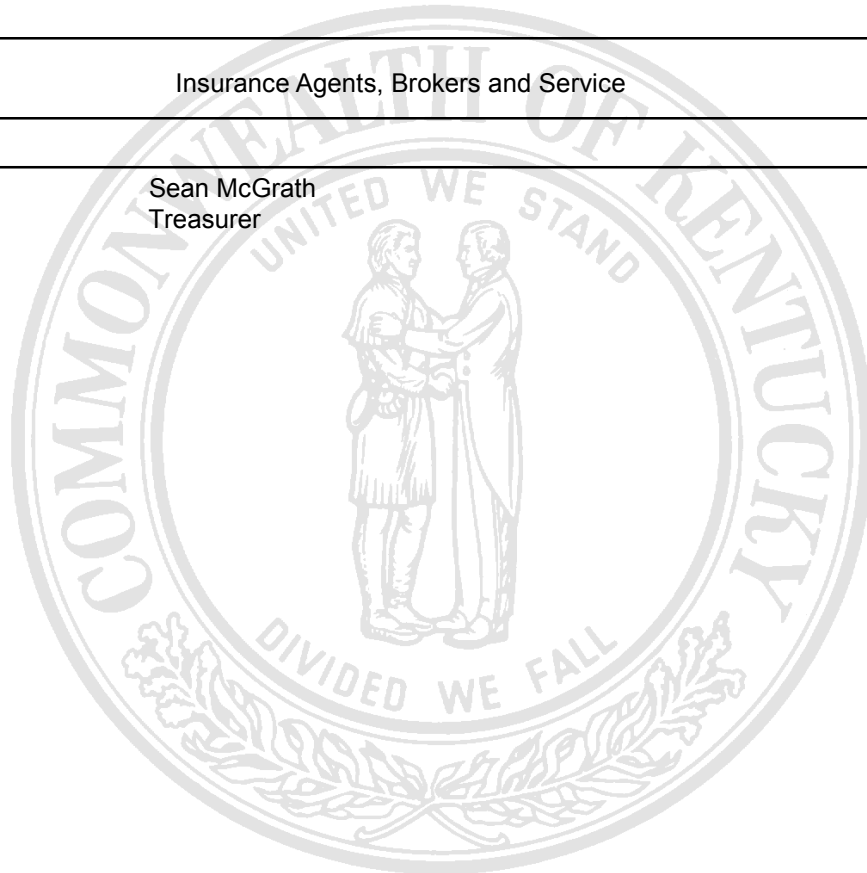 Insurance Agents, Brokers and Service
Sean McGrath
Treasurer
COMMONWEALTH OF KENTUCKY
UNITED WE STAND
DIVIDED WE FALL